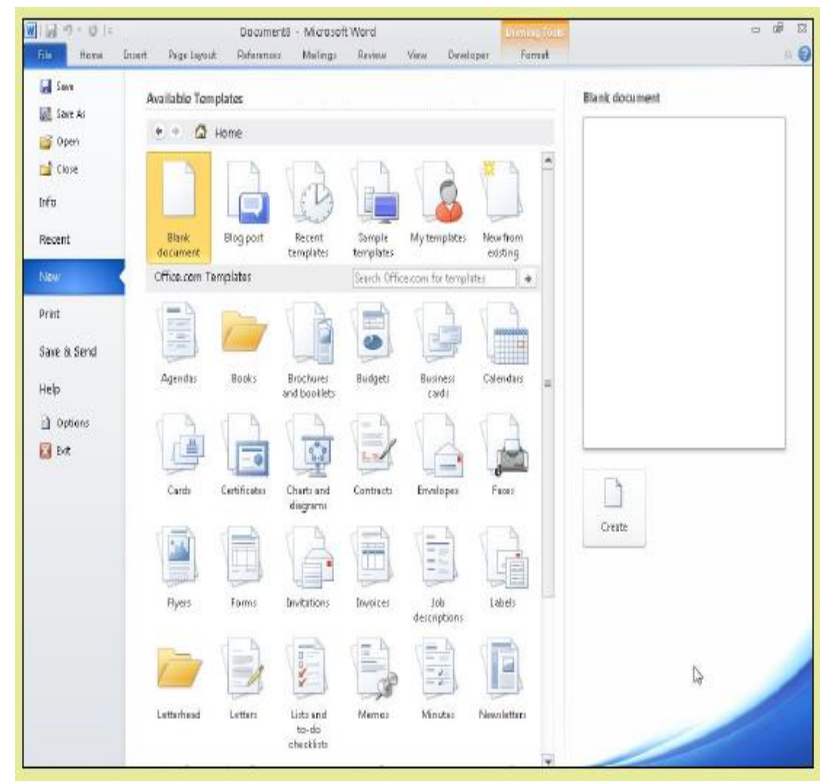 Document8 - Microsoft Word
Drawing Tools
File Home Insert Page Layout References Mailings Review View Developer Format
Save
Save As
Open
Close
Info
Recent
New
Print
Save & Send
Help
Options
Exit
Available Templates
Home
Blank document
Blog post
Recent templates
Sample templates
My templates
New from existing
Office.com Templates
Search Office.com for templates
Agendas
Books
Brochures and booklets
Budgets
Business cards
Calendars
Cards
Certificates
Charts and diagrams
Contracts
Envelopes
Faxes
Flyers
Forms
Invitations
Invoices
Job descriptions
Labels
Letterhead
Letters
Lists and to-do checklists
Memos
Minutes
Newsletters
Blank document
Create